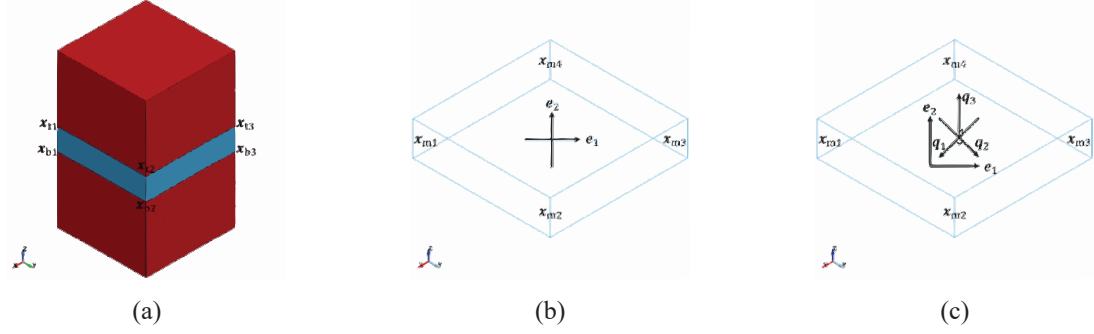 x_t1 x_t3
x_b1 x_b3
x_t2
x_b2
z
x y
(a)
x_m4
e_2
x_m1 e_1 x_m3
x_m2
z
x y
(b)
x_m4
q_3
e_2
x_m1 q_1 q_2 x_m3
e_1
x_m2
z
x y
(c)